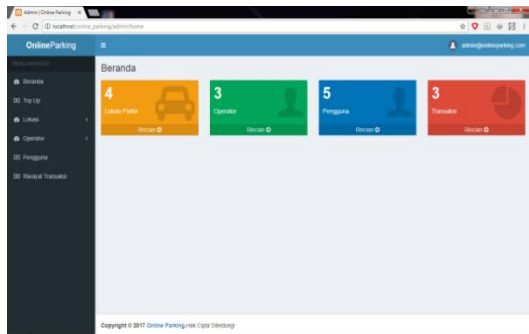 Admin | Online Parking
localhost/online_parking/admin/home
OnlineParking
admin@onlineparking.com
Beranda
Top Up
Lokasi
Operator
Pengguna
Riwayat Transaksi
Beranda
4
Lokasi Parkir
Rincian
3
Operator
Rincian
5
Pengguna
Rincian
3
Transaksi
Rincian
Copyright © 2017 Online Parking.Hak Cipta Dilindungi